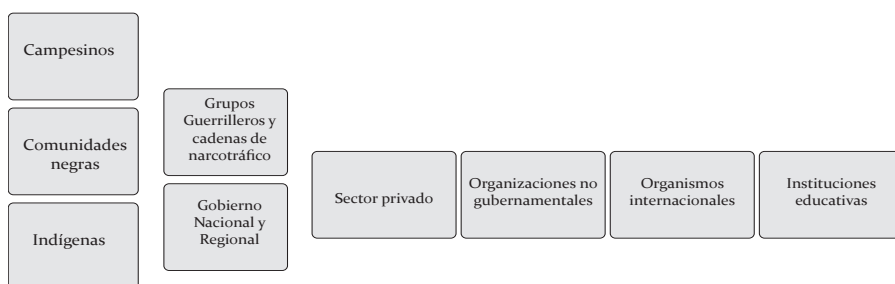 Campesinos
Comunidades
negras
Indígenas
Grupos
Guerrilleros y
cadenas de
narcotráfico
Gobierno
Nacional y
Regional
Sector privado
Organizaciones no
gubernamentales
Organismos
internacionales
Instituciones
educativas